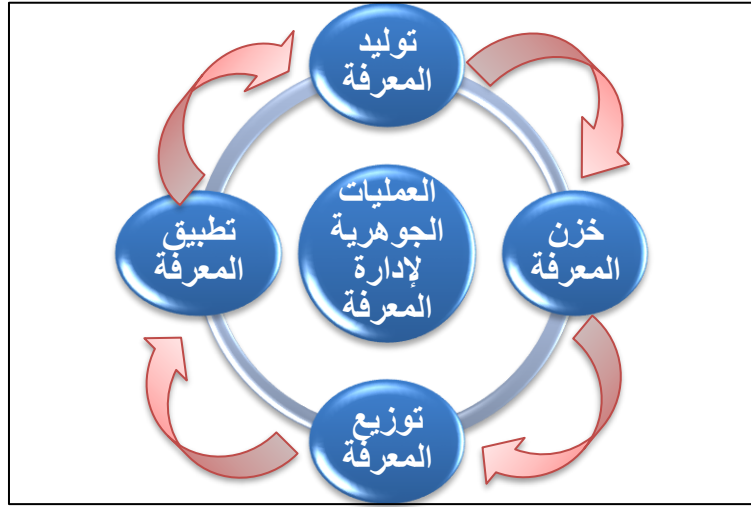 توليد
المعرفة
العمليات
الجوهرية
لإدارة
المعرفة
خزن
المعرفة
تطبيق
المعرفة
توزيع
المعرفة